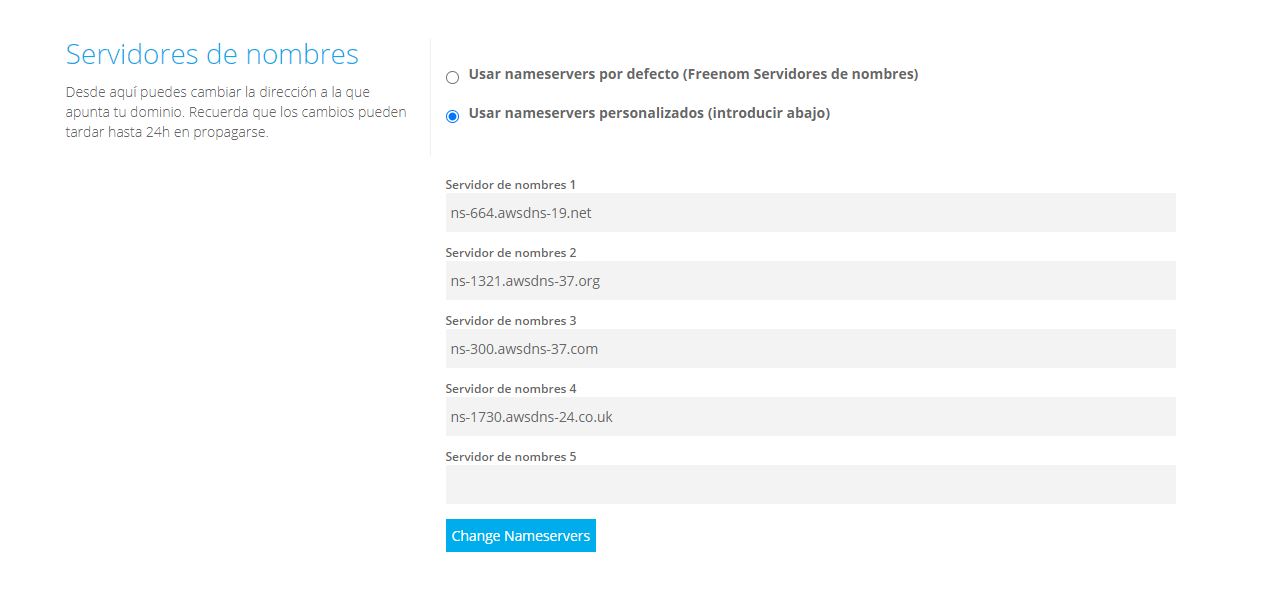 Servidores de nombres
Desde aquí puedes cambiar la dirección a la que
apunta tu dominio. Recuerda que los cambios pueden
tardar hasta 24h en propagarse.
Usar nameservers por defecto (Freenom Servidores de nombres)
Usar nameservers personalizados (introducir abajo)
Servidor de nombres 1
ns-664.awsdns-19.net
Servidor de nombres 2
ns-1321.awsdns-37.org
Servidor de nombres 3
ns-300.awsdns-37.com
Servidor de nombres 4
ns-1730.awsdns-24.co.uk
Servidor de nombres 5
Change Nameservers